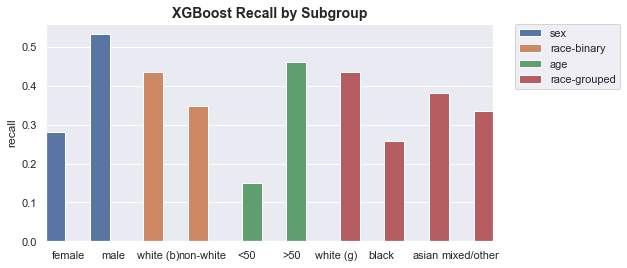 XGBoost Recall by Subgroup
sex
race-binary
age
race-grouped
recall
0.5
0.4
0.3
0.2
0.1
0.0
female male white (b) non-white <50 >50 white (g) black asian mixed/other